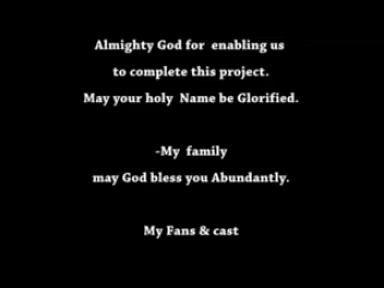 Almighty God for enabling us
to complete this project.
May your holy Name be Glorified.
-My family
may God bless you Abundantly.
My Fans & cast